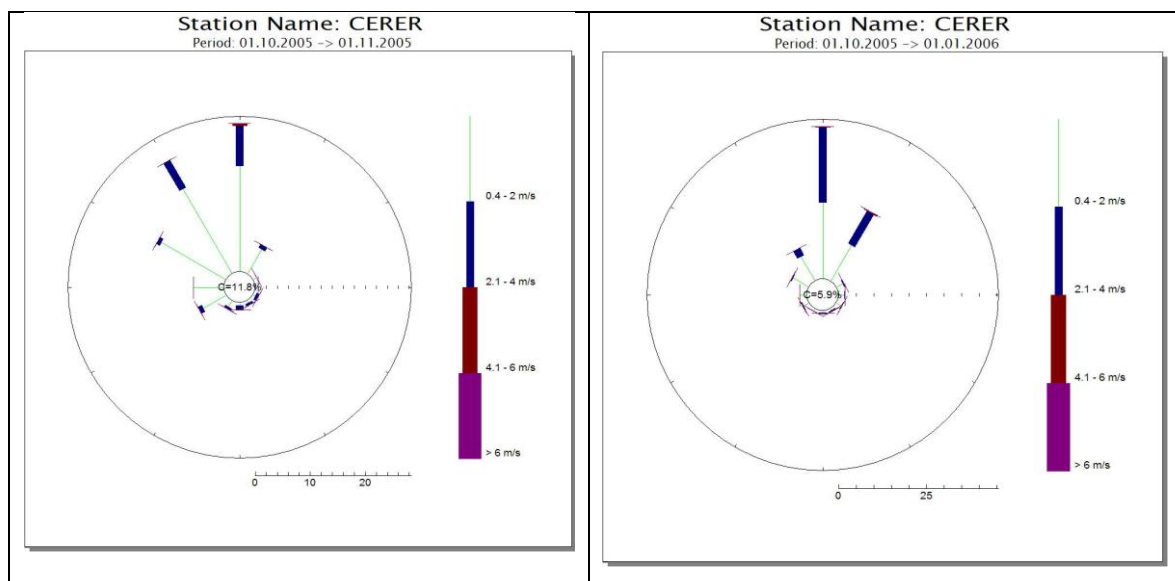 Station Name: CERER
Period: 01.10.2005 -> 01.11.2005
0.4 - 2 m/s
2.1 - 4 m/s
C=11.8%
4.1 - 6 m/s
> 6 m/s
0 10 20
Station Name: CERER
Period: 01.10.2005 -> 01.01.2006
0.4 - 2 m/s
2.1 - 4 m/s
C=5.9%
4.1 - 6 m/s
> 6 m/s
0 25